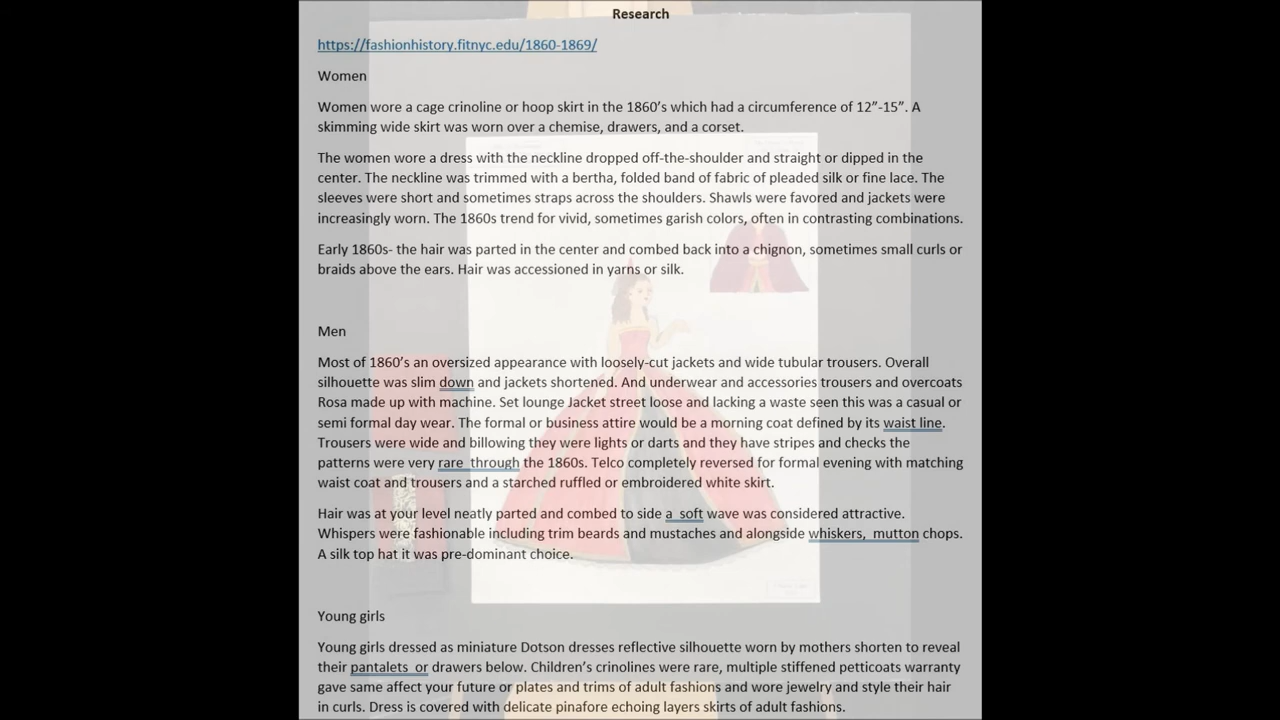 Research
https://fashionhistory.fitnyc.edu/1860-1869/
Women
Women wore a cage crinoline or hoop skirt in the 1860’s which had a circumference of 12”-15”. A
skimming wide skirt was worn over a chemise, drawers, and a corset.
The women wore a dress with the neckline dropped off-the-shoulder and straight or dipped in the
center. The neckline was trimmed with a bertha, folded band of fabric of pleaded silk or fine lace. The
sleeves were short and sometimes straps across the shoulders. Shawls were favored and jackets were
increasingly worn. The 1860s trend for vivid, sometimes garish colors, often in contrasting combinations.
Early 1860s- the hair was parted in the center and combed back into a chignon, sometimes small curls or
braids above the ears. Hair was accessioned in yarns or silk.
Men
Most of 1860’s an oversized appearance with loosely-cut jackets and wide tubular trousers. Overall
silhouette was slim down and jackets shortened. And underwear and accessories trousers and overcoats
Rosa made up with machine. Set lounge Jacket street loose and lacking a waste seen this was a casual or
semi formal day wear. The formal or business attire would be a morning coat defined by its waist line.
Trousers were wide and billowing they were lights or darts and they have stripes and checks the
patterns were very rare  through the 1860s. Telco completely reversed for formal evening with matching
waist coat and trousers and a starched ruffled or embroidered white skirt.
Hair was at your level neatly parted and combed to side a  soft wave was considered attractive.
Whispers were fashionable including trim beards and mustaches and alongside whiskers,  mutton chops.
A silk top hat it was pre-dominant choice.
Young girls
Young girls dressed as miniature Dotson dresses reflective silhouette worn by mothers shorten to reveal
their pantalets  or drawers below. Children’s crinolines were rare, multiple stiffened petticoats warranty
gave same affect your future or plates and trims of adult fashions and wore jewelry and style their hair
in curls. Dress is covered with delicate pinafore echoing layers skirts of adult fashions.